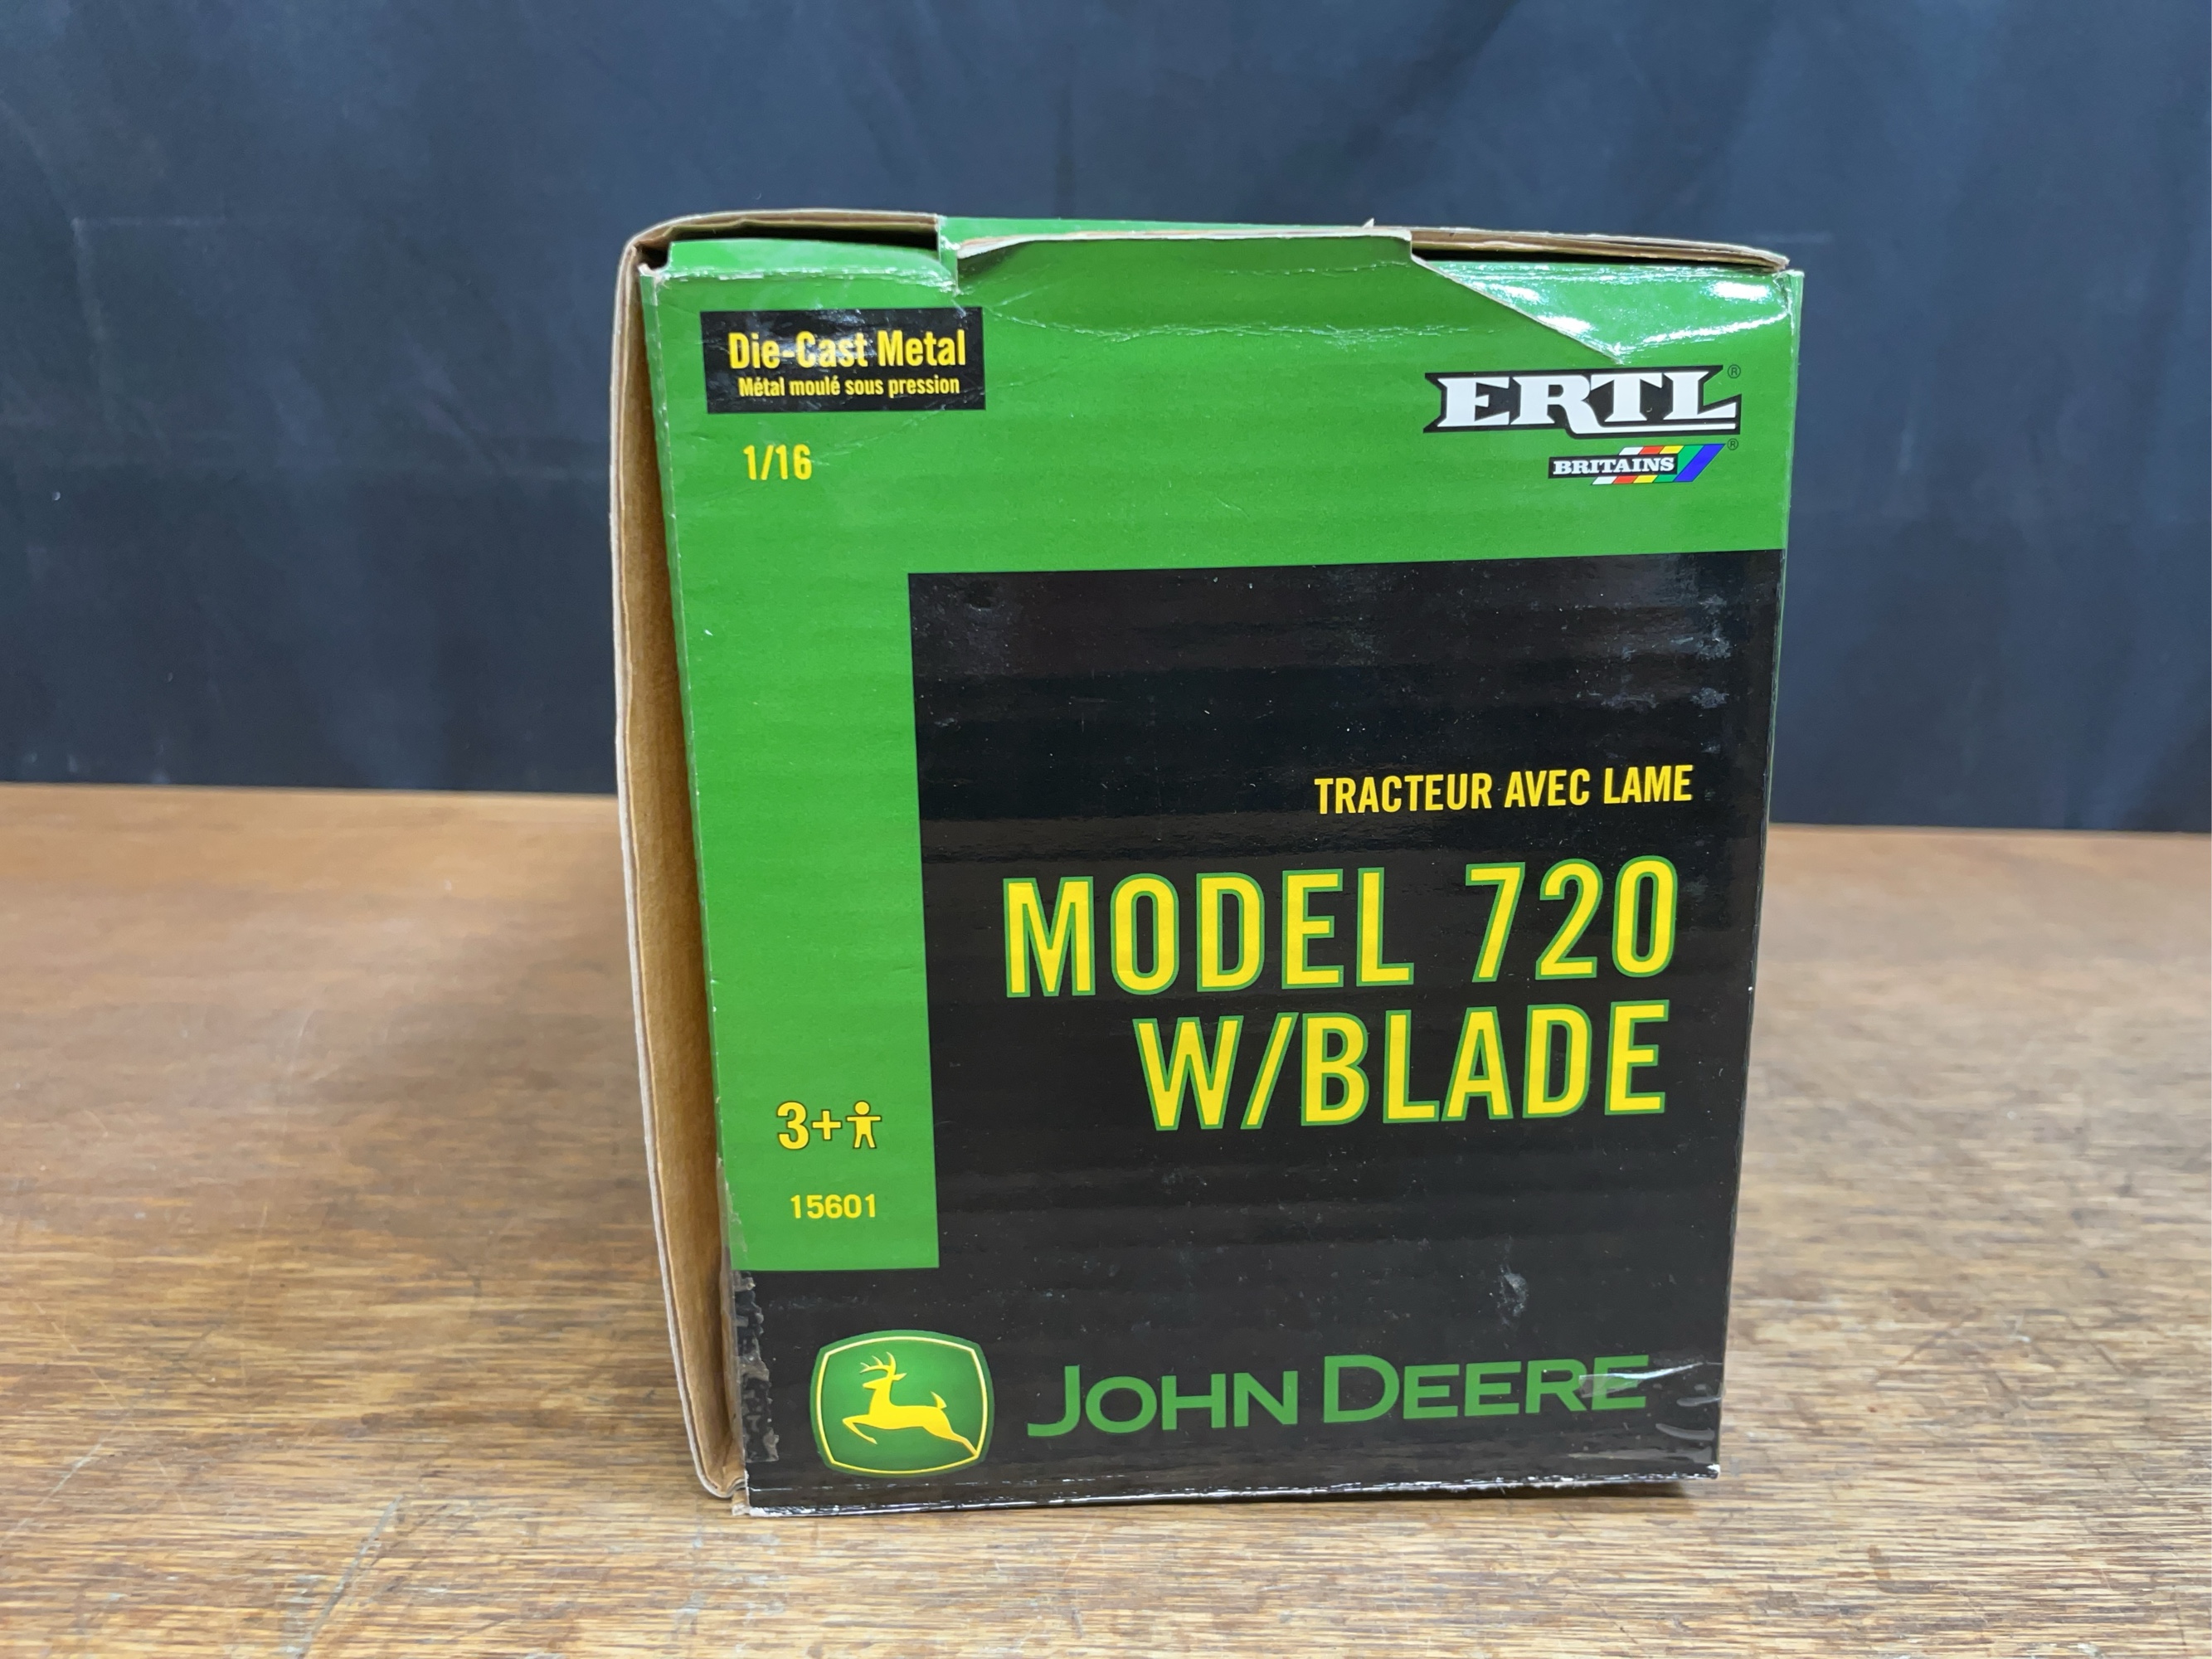 Die-Cast Metal
Métal moulé sous pression
1/16
ERTL®
BRITAINS®
TRACTEUR AVEC LAME
MODEL 720
W/BLADE
3+
15601
JOHN DEERE